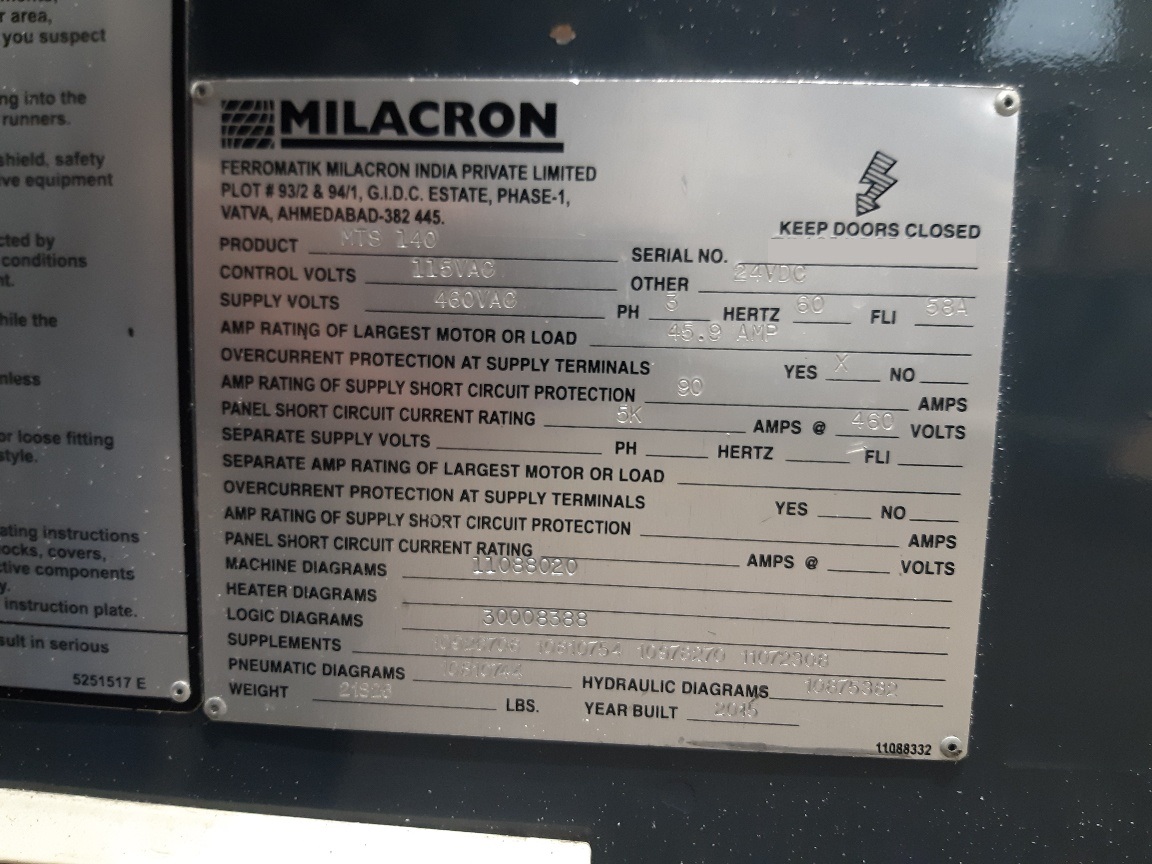 r area,
you suspect
ng into the
runners.
shield, safety
ive equipment
cted by
conditions
nt.
hile the
nless
or loose fitting
style.
ating instructions
ocks, covers,
ctive components
y.
instruction plate.
sult in serious
5251517 E
MILACRON
FERROMATIK MILACRON INDIA PRIVATE LIMITED
PLOT # 93/2 & 94/1, G.I.D.C. ESTATE, PHASE-1,
VATVA, AHMEDABAD-382 445.
KEEP DOORS CLOSED
PRODUCT MTS 140 SERIAL NO.
CONTROL VOLTS 115VAC OTHER 24VDC
SUPPLY VOLTS 460VAC PH 3 HERTZ 60 FLI 58A
AMP RATING OF LARGEST MOTOR OR LOAD 45.9 AMP
OVERCURRENT PROTECTION AT SUPPLY TERMINALS YES X NO
AMP RATING OF SUPPLY SHORT CIRCUIT PROTECTION 90 AMPS
PANEL SHORT CIRCUIT CURRENT RATING 5K AMPS @ 460 VOLTS
SEPARATE SUPPLY VOLTS PH HERTZ FLI
SEPARATE AMP RATING OF LARGEST MOTOR OR LOAD
OVERCURRENT PROTECTION AT SUPPLY TERMINALS YES NO
AMP RATING OF SUPPLY SHORT CIRCUIT PROTECTION AMPS
PANEL SHORT CIRCUIT CURRENT RATING AMPS @ VOLTS
MACHINE DIAGRAMS 11088020
HEATER DIAGRAMS
LOGIC DIAGRAMS 30008388
SUPPLEMENTS 10810754 10976270 11072308
PNEUMATIC DIAGRAMS HYDRAULIC DIAGRAMS 10875382
WEIGHT LBS. YEAR BUILT 2015
11088332